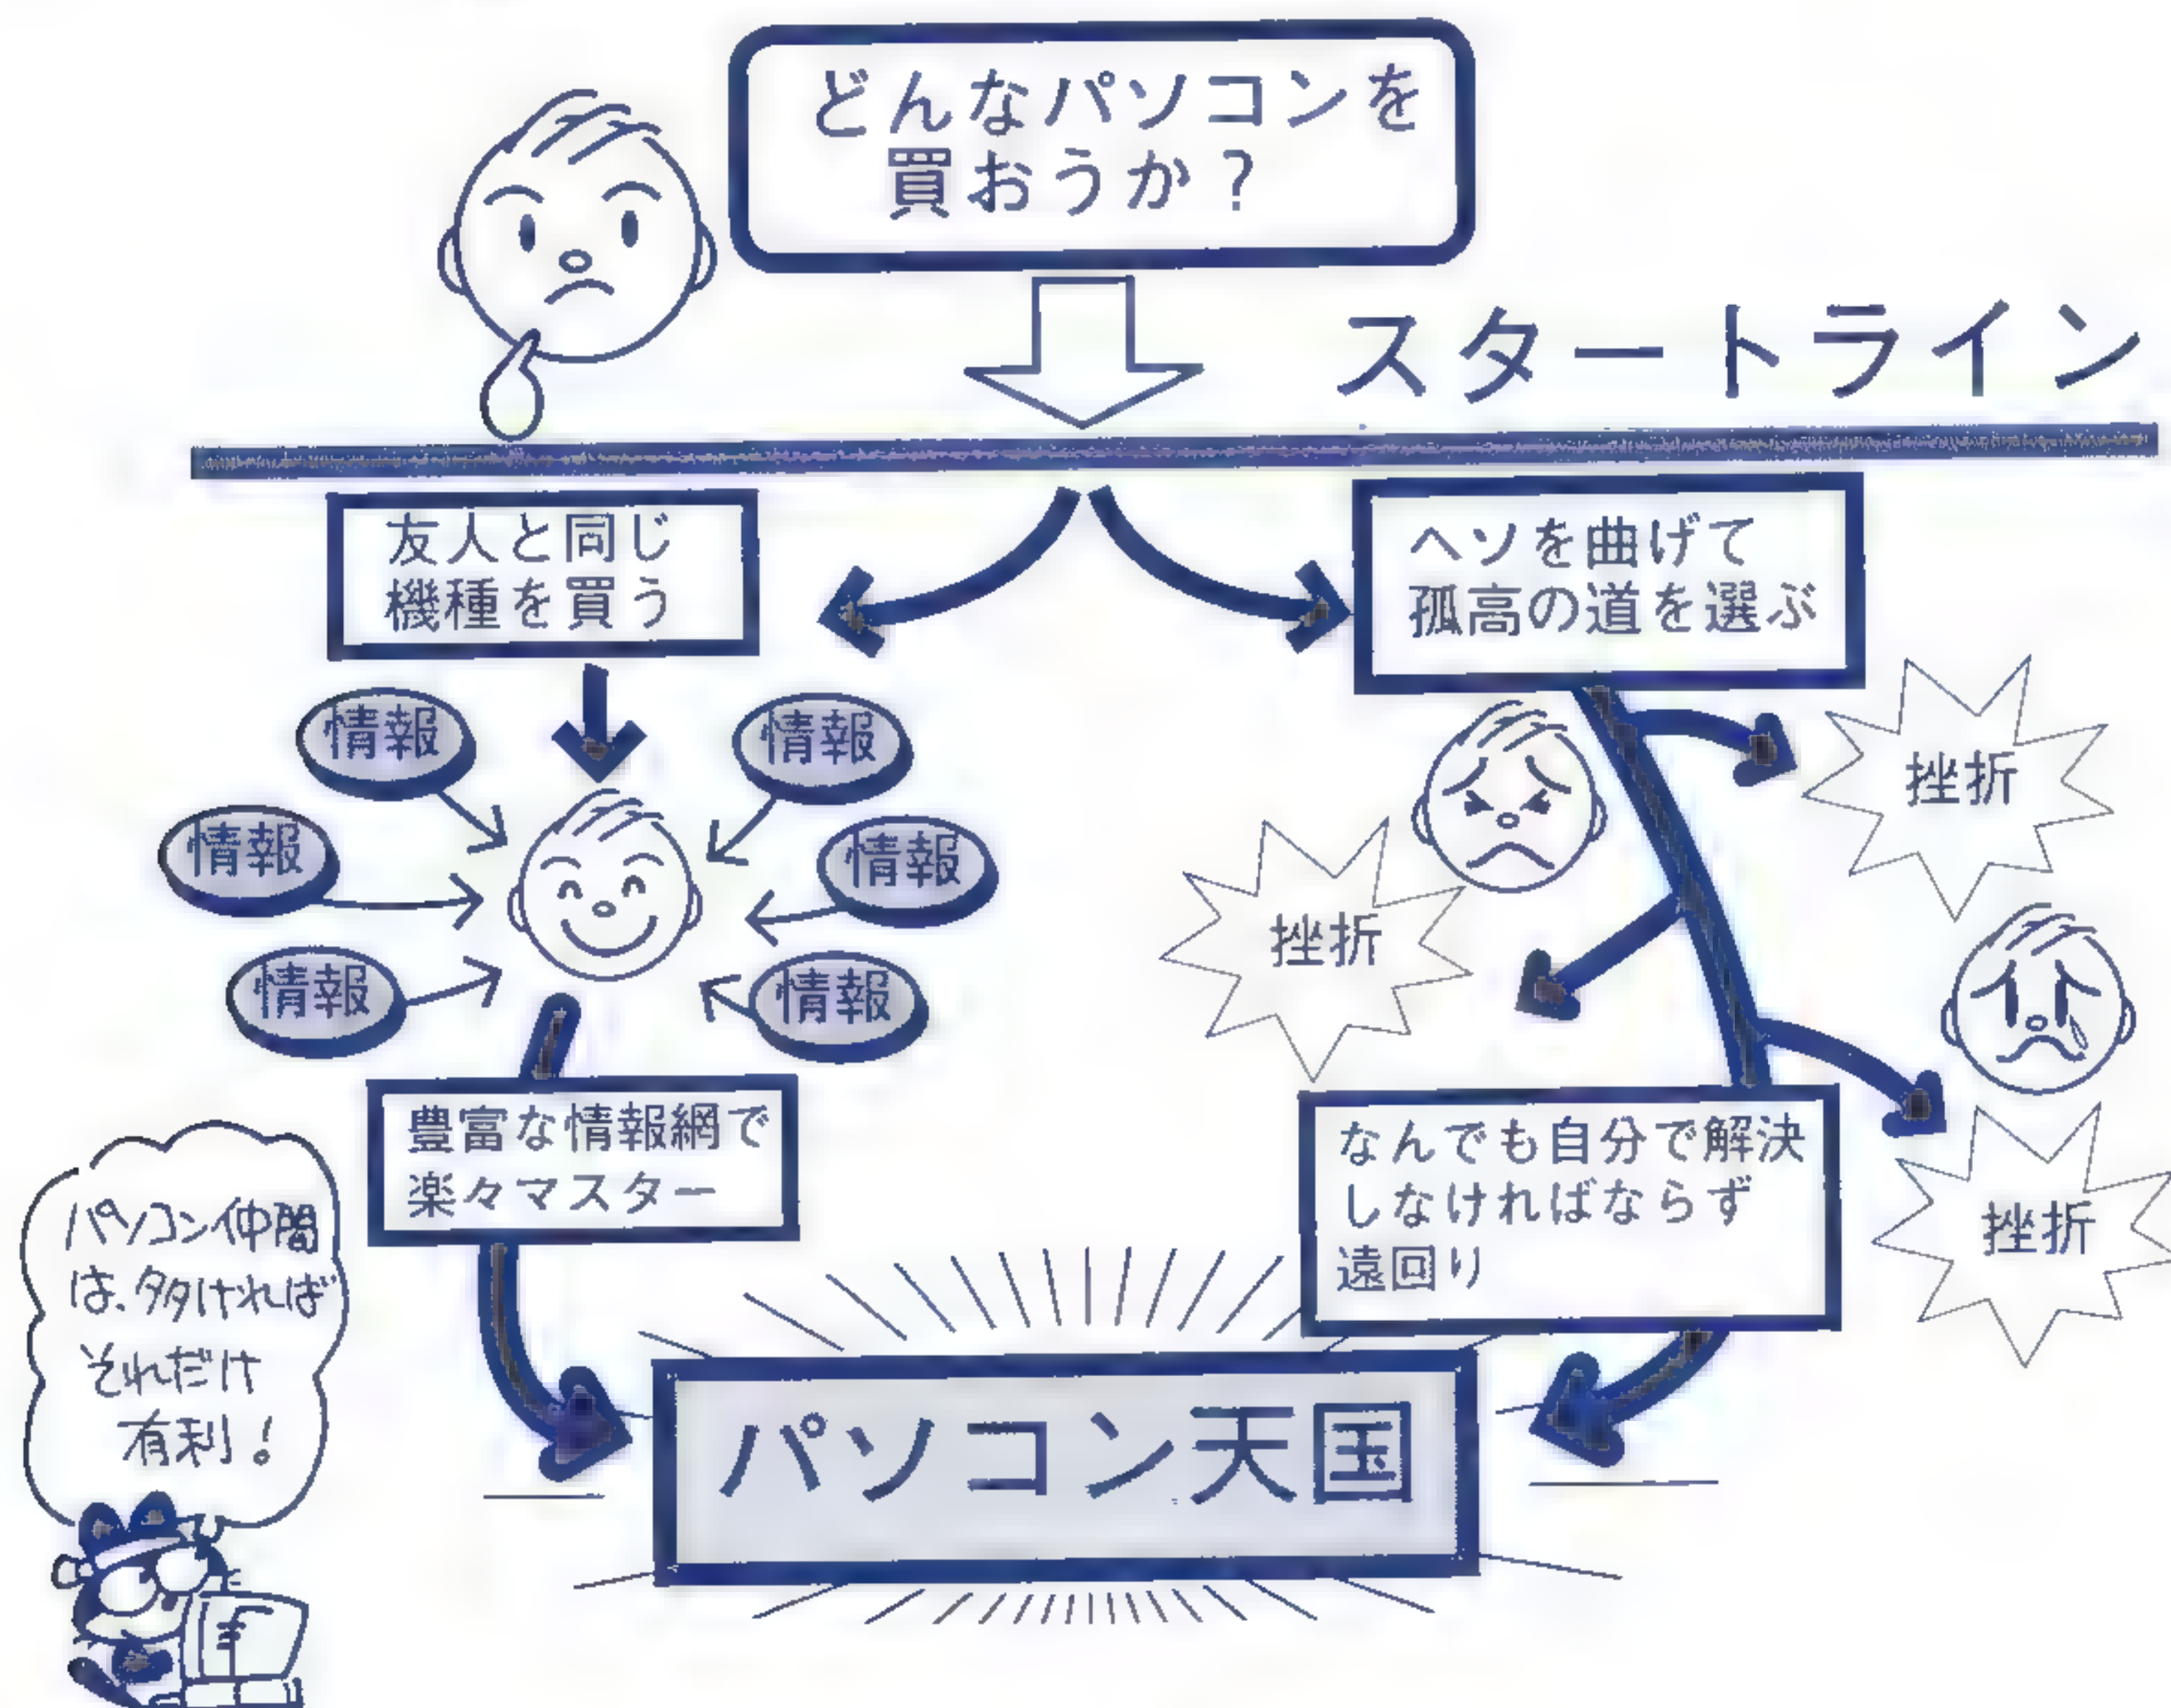 どんなパソコンを
買おうか？
スタートライン
友人と同じ
機種を買う
ヘソを曲げて
孤高の道を選ぶ
情報
情報
情報
情報
情報
情報
挫折
挫折
挫折
豊富な情報網で
楽々マスター
なんでも自分で解決
しなければならず
遠回り
パソコン仲間
は、多ければ
それだけ
有利！
パソコン天国